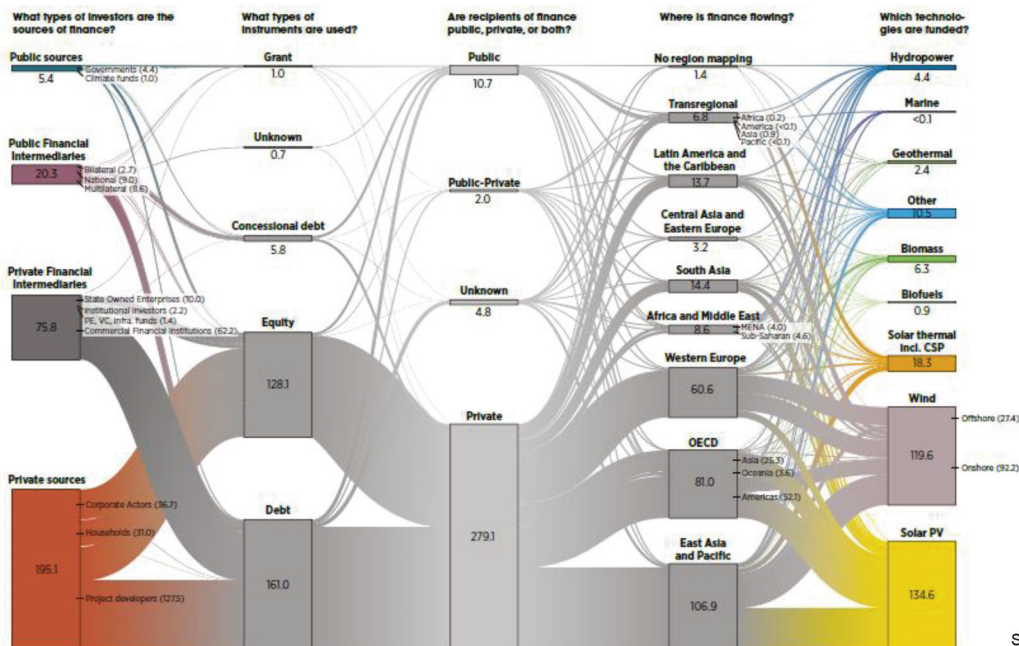 What types of investors are the
sources of finance?
Public sources
5.4
Governments (4.4)
Climate funds (1.0)
Public Financial
Intermediaries
20.3
Bilateral (2.7)
National (9.0)
Multilateral (8.6)
Private Financial
Intermediaries
75.8
State Owned Enterprises (10.0)
Institutional Investors (2.2)
PE, VC, Infra. funds (1.4)
Commercial Financial Institutions (62.2)
Private sources
195.1
Corporate Actors (36.7)
Households (31.0)
Project developers (127.5)
What types of
instruments are used?
Grant
1.0
Unknown
0.7
Concessional debt
5.8
Equity
128.1
Debt
161.0
Are recipients of finance
public, private, or both?
Public
10.7
Public-Private
2.0
Unknown
4.8
Private
279.1
Where is finance flowing?
No region mapping
1.4
Transregional
6.8
Africa (0.2)
America (<0.1)
Asia (0.9)
Pacific (<0.1)
Latin America and
the Caribbean
13.7
Central Asia and
Eastern Europe
3.2
South Asia
14.4
Africa and Middle East
8.6
MENA (4.0)
Sub-Saharan (4.6)
Western Europe
60.6
OECD
81.0
Asia (25.3)
Oceania (3.6)
Americas (52.1)
East Asia
and Pacific
106.9
Which technolo-
gies are funded?
Hydropower
4.4
Marine
<0.1
Geothermal
2.4
Other
10.5
Biomass
6.3
Biofuels
0.9
Solar thermal
incl. CSP
18.3
Wind
119.6
Offshore (27.4)
Onshore (92.2)
Solar PV
134.6
S